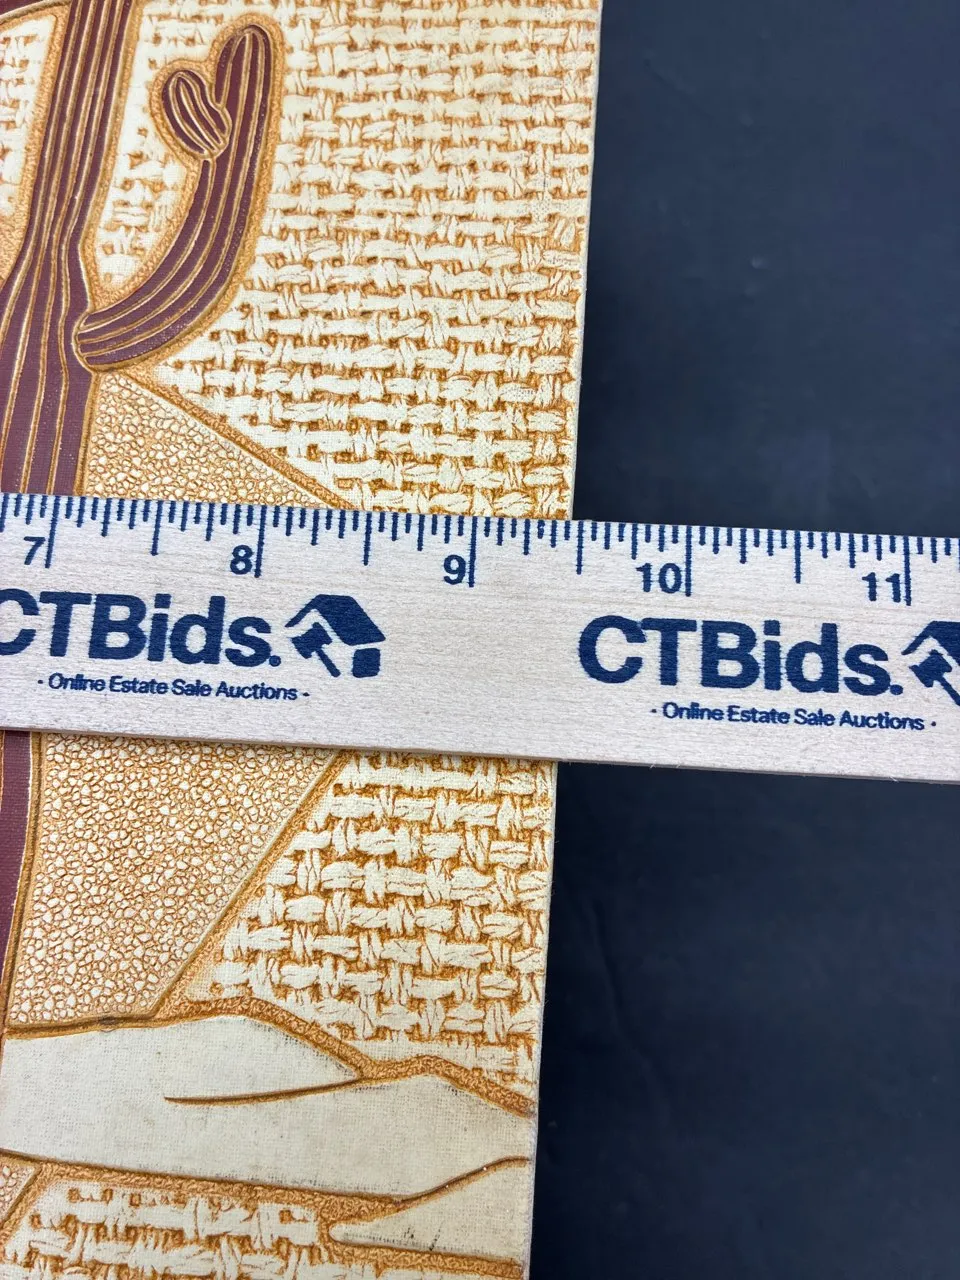 7 8 9 10 11
CTBids. CTBids.
· Online Estate Sale Auctions · · Online Estate Sale Auctions ·